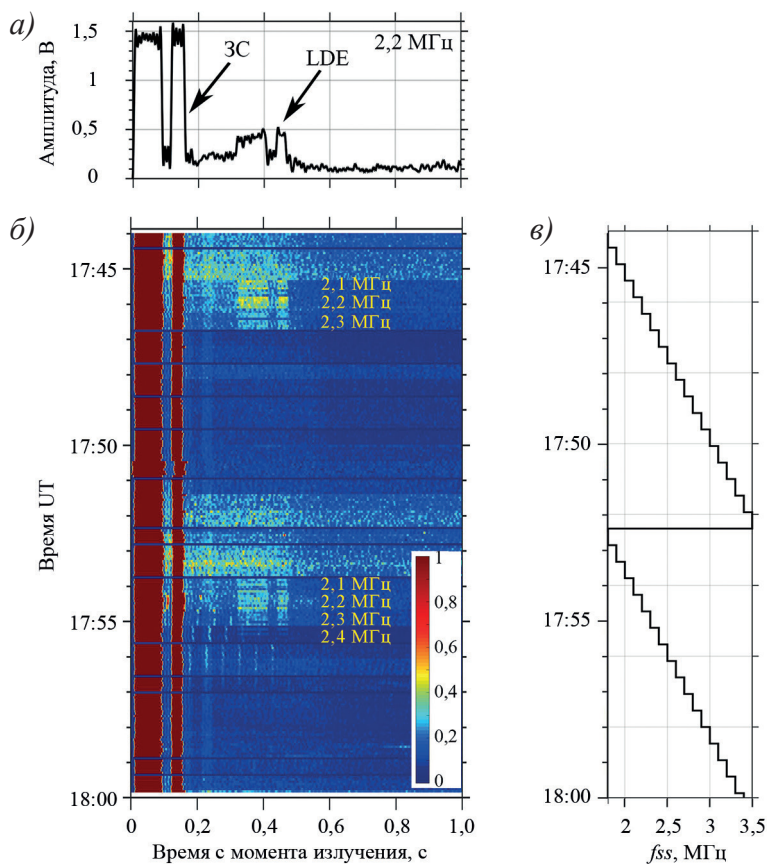 а)
Амплитуда, В
1,5
1
0,5
0
2,2 МГц
ЗС
LDE
б)
Время UT
17:45
17:50
17:55
18:00
2,1 МГц
2,2 МГц
2,3 МГц
2,1 МГц
2,2 МГц
2,3 МГц
2,4 МГц
1
0,8
0,6
0,4
0,2
0
0 0,2 0,4 0,6 0,8 1,0
Время с момента излучения, с
в)
17:45
17:50
17:55
18:00
2 2,5 3 3,5
fss, МГц